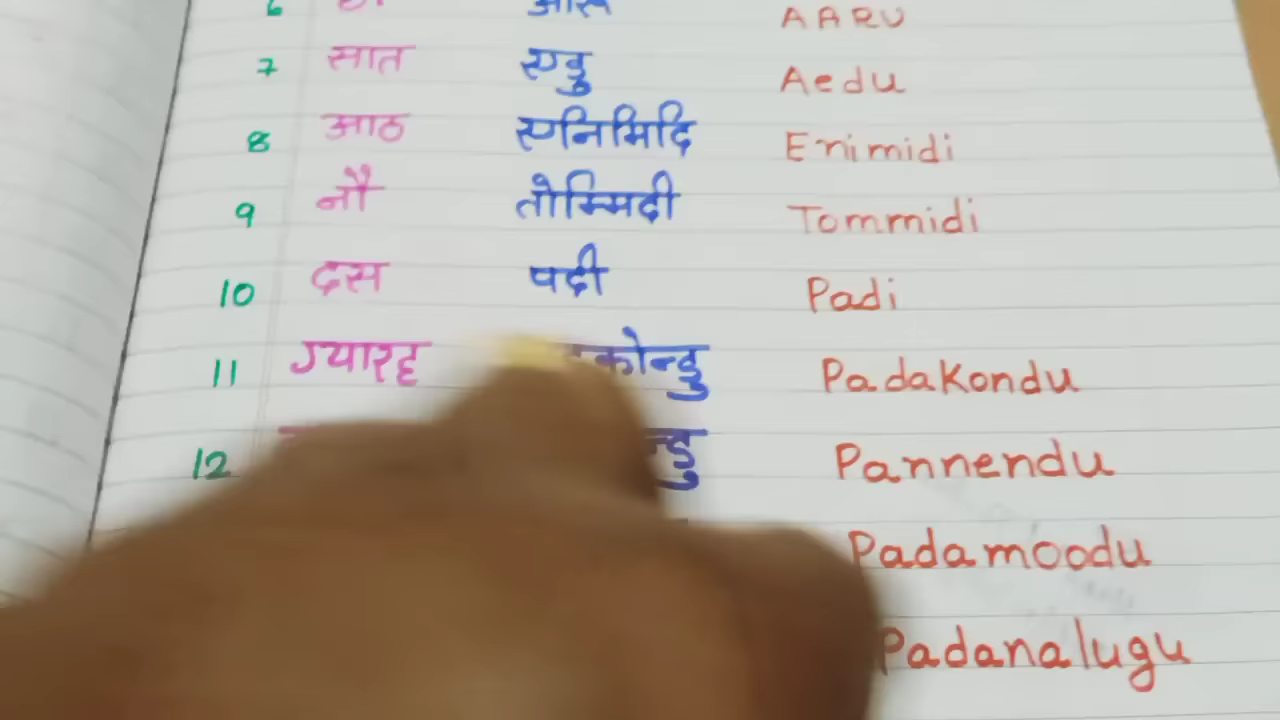 6 AARU
7 सात एडु Aedu
8 आठ एनिमिदि Enimidi
9 नौ तोम्मिदी Tommidi
10 दस पदी Padi
11 ग्यारह Padakondu
12 Pannendu
Padamoodu
Padanalugu